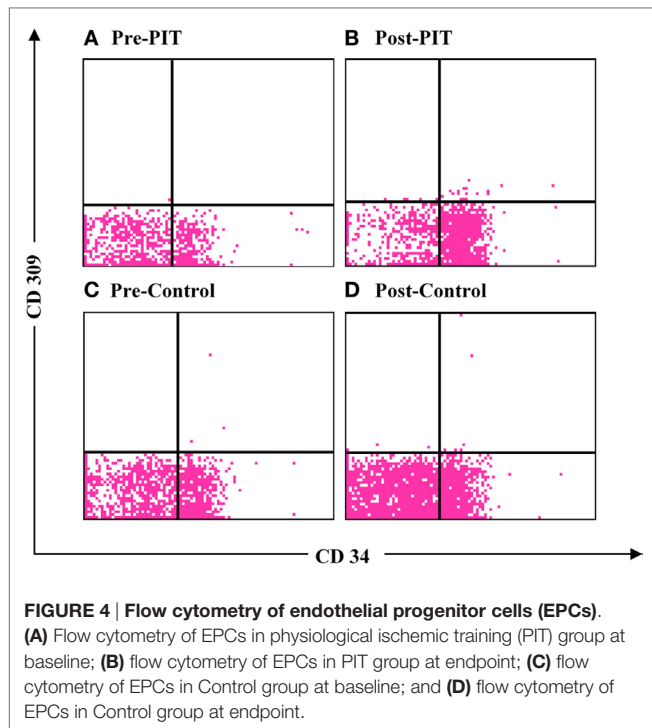 A Pre-PIT
B Post-PIT
C Pre-Control
D Post-Control
CD 309
CD 34
FIGURE 4 | Flow cytometry of endothelial progenitor cells (EPCs).
(A) Flow cytometry of EPCs in physiological ischemic training (PIT) group at
baseline; (B) flow cytometry of EPCs in PIT group at endpoint; (C) flow
cytometry of EPCs in Control group at baseline; and (D) flow cytometry of
EPCs in Control group at endpoint.